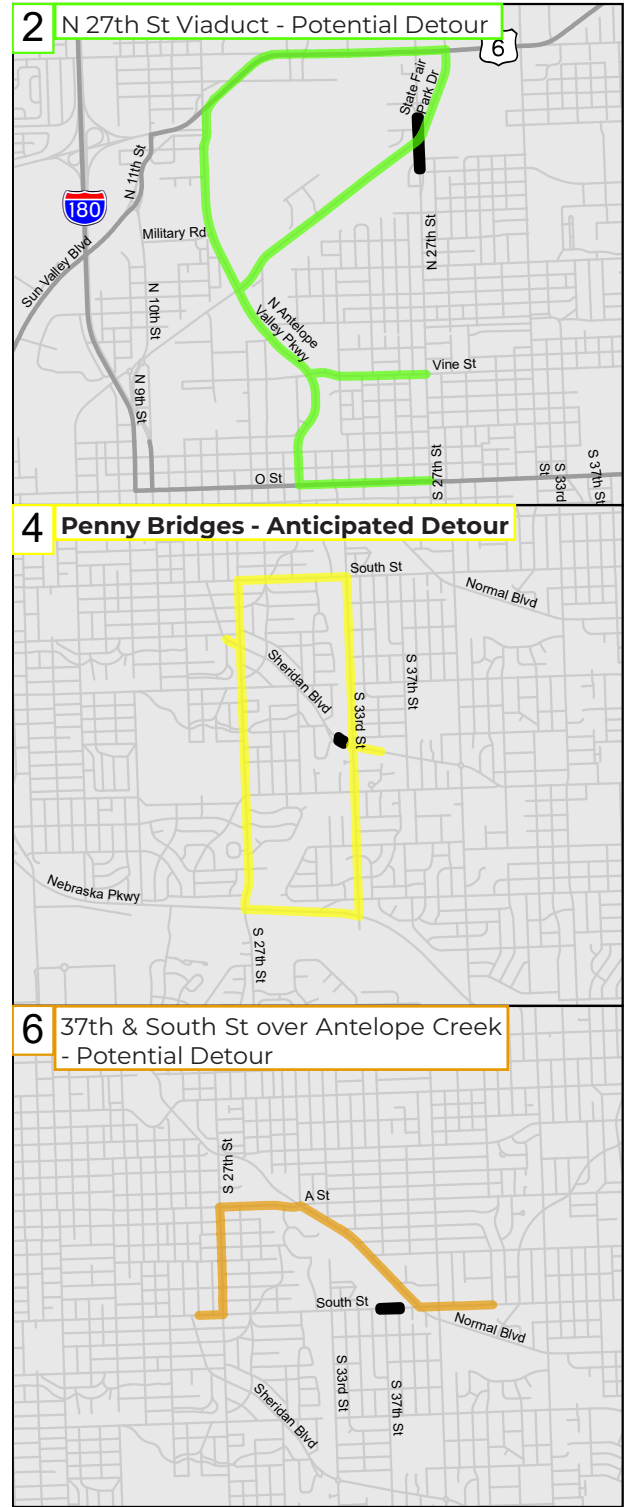 2
N 27th St Viaduct - Potential Detour
6
State Fair
Park Dr
N 11th St
180
Military Rd
Sun Valley Blvd
N 27th St
N 10th St
N Antelope
Valley Pkwy
Vine St
N 9th St
O St
S 27th St
S 33rd
St
S 37th St
4
Penny Bridges - Anticipated Detour
South St
Normal Blvd
Sheridan Blvd
S 37th St
S 33rd St
Nebraska Pkwy
S 27th St
6
37th & South St over Antelope Creek
- Potential Detour
S 27th St
A St
South St
Normal Blvd
S 33rd St
S 37th St
Sheridan Blvd